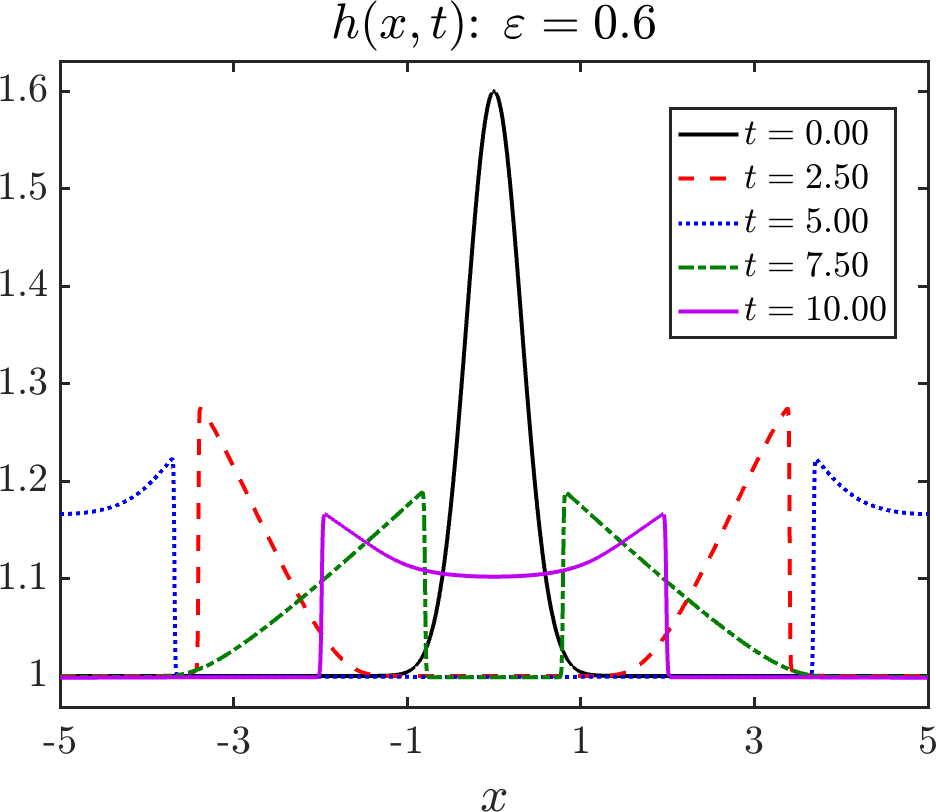 h(x, t): ε = 0.6
1.6
1.5
1.4
1.3
1.2
1.1
1
t = 0.00
t = 2.50
t = 5.00
t = 7.50
t = 10.00
-5 -3 -1 1 3 5
x